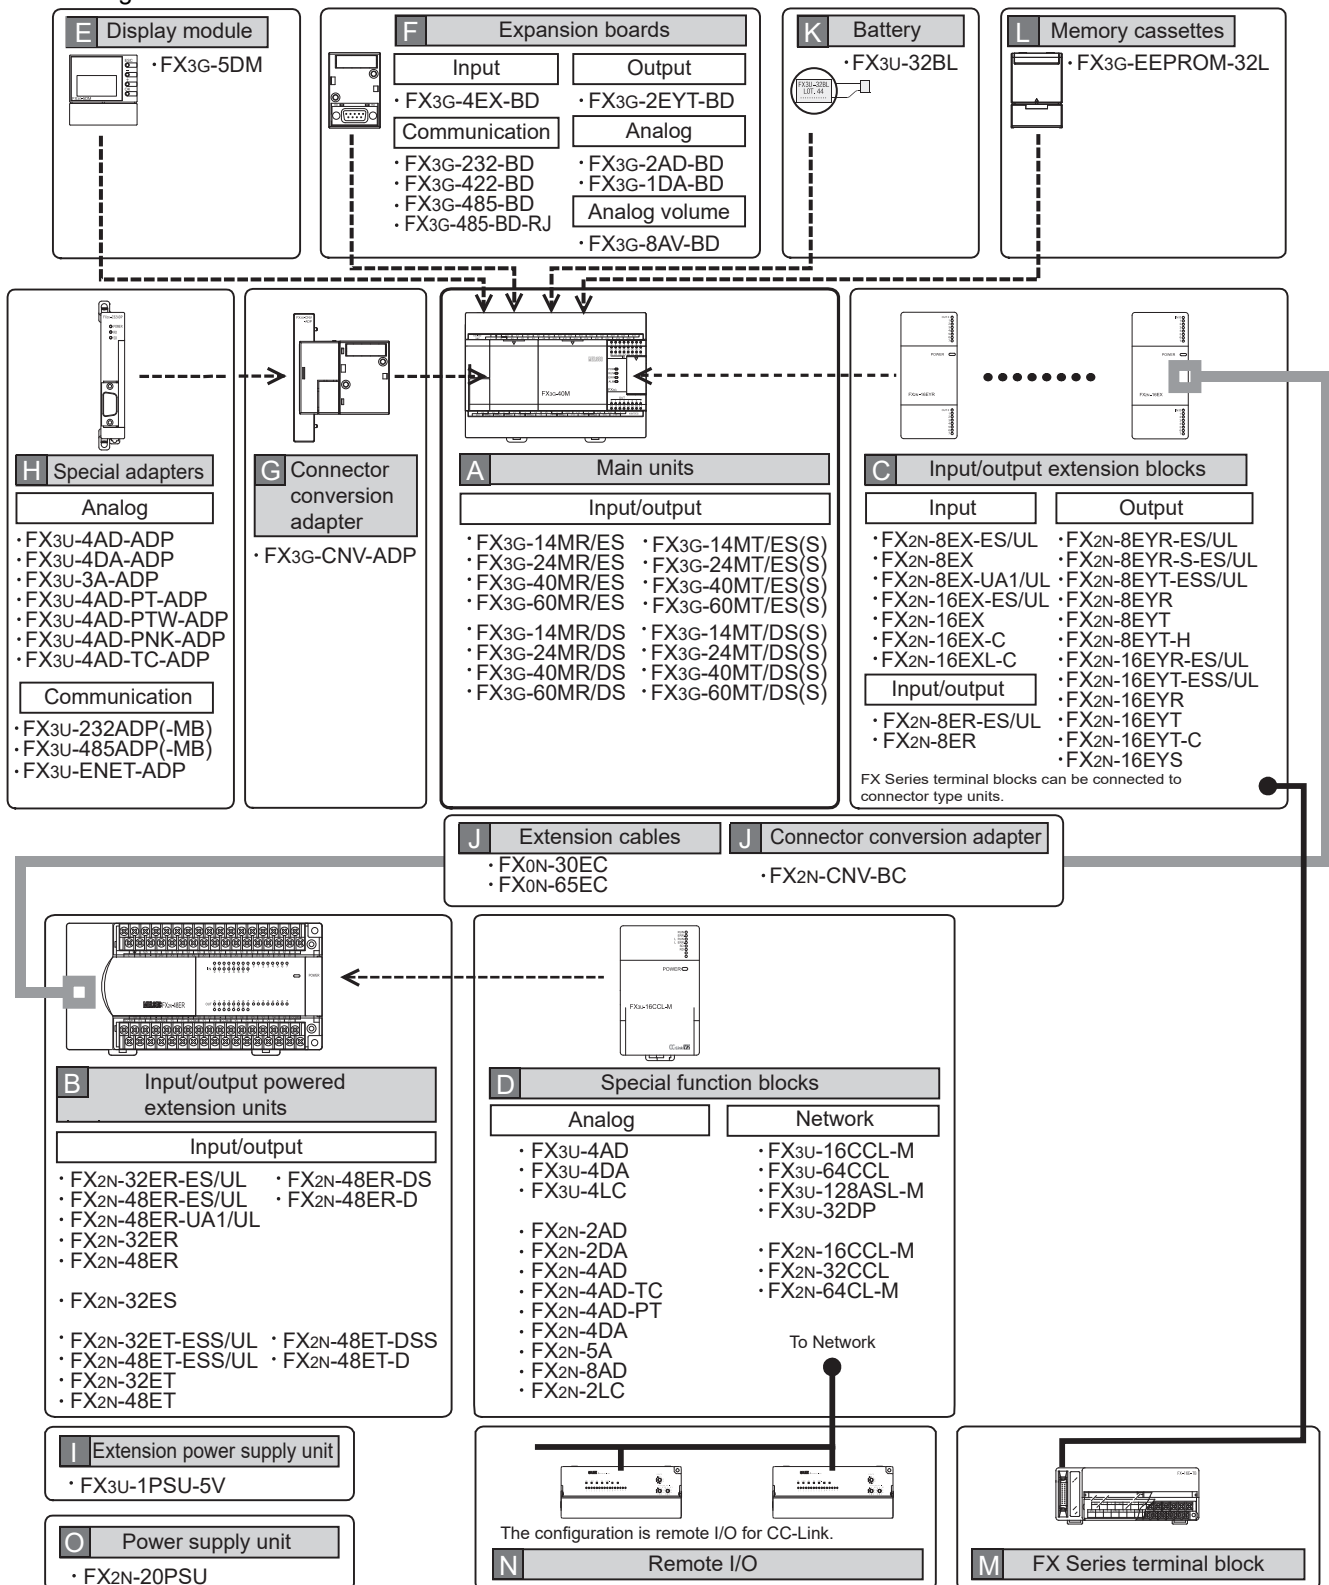 E Display module
・FX3G-5DM
F Expansion boards
Input
・FX3G-4EX-BD
Communication
・FX3G-232-BD
・FX3G-422-BD
・FX3G-485-BD
・FX3G-485-BD-RJ
Output
・FX3G-2EYT-BD
Analog
・FX3G-2AD-BD
・FX3G-1DA-BD
Analog volume
・FX3G-8AV-BD
K Battery
・FX3U-32BL
FX3U-32BL
LOT.44
L Memory cassettes
・FX3G-EEPROM-32L
H Special adapters
Analog
・FX3U-4AD-ADP
・FX3U-4DA-ADP
・FX3U-3A-ADP
・FX3U-4AD-PT-ADP
・FX3U-4AD-PTW-ADP
・FX3U-4AD-PNK-ADP
・FX3U-4AD-TC-ADP
Communication
・FX3U-232ADP(-MB)
・FX3U-485ADP(-MB)
・FX3U-ENET-ADP
G Connector
conversion
adapter
・FX3G-CNV-ADP
FX3G-40M
A Main units
Input/output
・FX3G-14MR/ES
・FX3G-24MR/ES
・FX3G-40MR/ES
・FX3G-60MR/ES
・FX3G-14MR/DS
・FX3G-24MR/DS
・FX3G-40MR/DS
・FX3G-60MR/DS
・FX3G-14MT/ES(S)
・FX3G-24MT/ES(S)
・FX3G-40MT/ES(S)
・FX3G-60MT/ES(S)
・FX3G-14MT/DS(S)
・FX3G-24MT/DS(S)
・FX3G-40MT/DS(S)
・FX3G-60MT/DS(S)
POWER
FX2N-16EYR
POWER
FX2N-16EX
C Input/output extension blocks
Input
・FX2N-8EX-ES/UL
・FX2N-8EX
・FX2N-8EX-UA1/UL
・FX2N-16EX-ES/UL
・FX2N-16EX
・FX2N-16EX-C
・FX2N-16EXL-C
Input/output
・FX2N-8ER-ES/UL
・FX2N-8ER
Output
・FX2N-8EYR-ES/UL
・FX2N-8EYR-S-ES/UL
・FX2N-8EYT-ESS/UL
・FX2N-8EYR
・FX2N-8EYT
・FX2N-8EYT-H
・FX2N-16EYR-ES/UL
・FX2N-16EYT-ESS/UL
・FX2N-16EYR
・FX2N-16EYT
・FX2N-16EYT-C
・FX2N-16EYS
FX Series terminal blocks can be connected to
connector type units.
J Extension cables
・FX0N-30EC
・FX0N-65EC
J Connector conversion adapter
・FX2N-CNV-BC
POWER
FX2N-48ER
B Input/output powered
extension units
Input/output
・FX2N-32ER-ES/UL
・FX2N-48ER-ES/UL
・FX2N-48ER-UA1/UL
・FX2N-32ER
・FX2N-48ER
・FX2N-32ES
・FX2N-32ET-ESS/UL
・FX2N-48ET-ESS/UL
・FX2N-32ET
・FX2N-48ET
・FX2N-48ER-DS
・FX2N-48ER-D
・FX2N-48ET-DSS
・FX2N-48ET-D
POWER
FX3U-16CCL-M
D Special function blocks
Analog
・FX3U-4AD
・FX3U-4DA
・FX3U-4LC
・FX2N-2AD
・FX2N-2DA
・FX2N-4AD
・FX2N-4AD-TC
・FX2N-4AD-PT
・FX2N-4DA
・FX2N-5A
・FX2N-8AD
・FX2N-2LC
Network
・FX3U-16CCL-M
・FX3U-64CCL
・FX3U-128ASL-M
・FX3U-32DP
・FX2N-16CCL-M
・FX2N-32CCL
・FX2N-64CL-M
To Network
I Extension power supply unit
・FX3U-1PSU-5V
O Power supply unit
・FX2N-20PSU
The configuration is remote I/O for CC-Link.
N Remote I/O
M FX Series terminal block